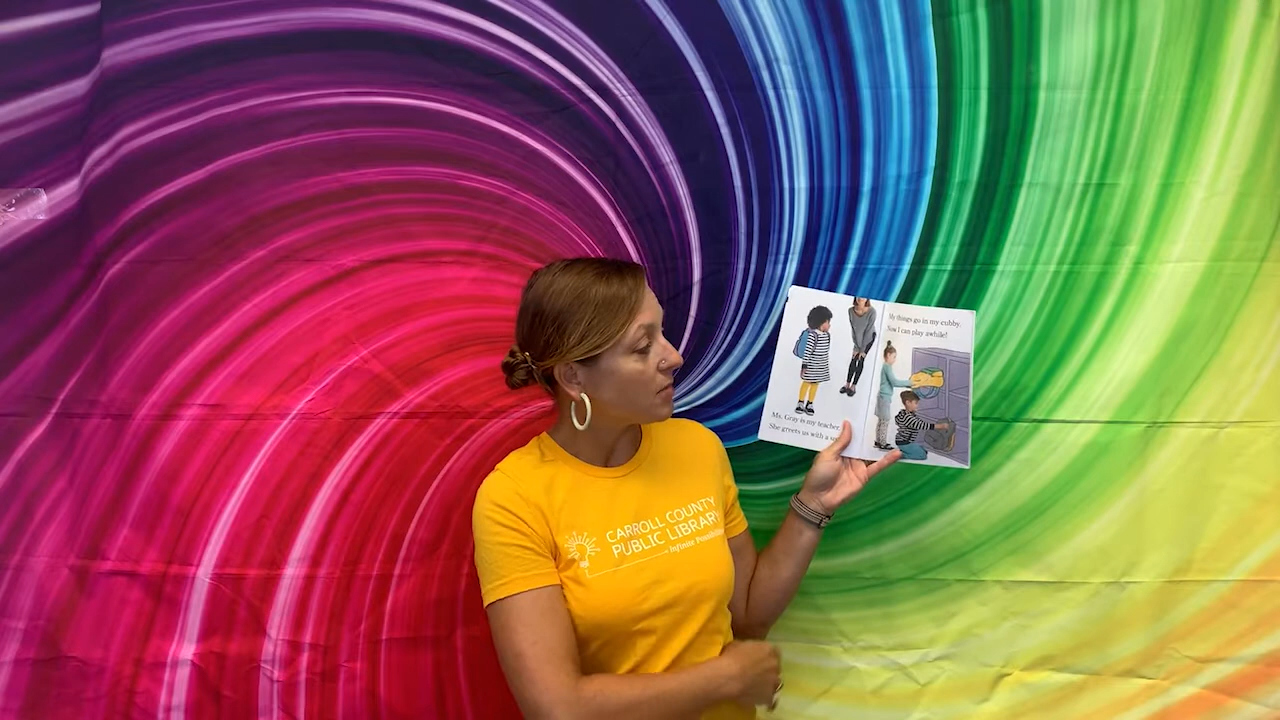 CARROLL COUNTY
PUBLIC LIBRARY
Infinite
Ms. Gray is my teacher.
She greets us with a
My things go in my cubby.
Now I can play awhile!